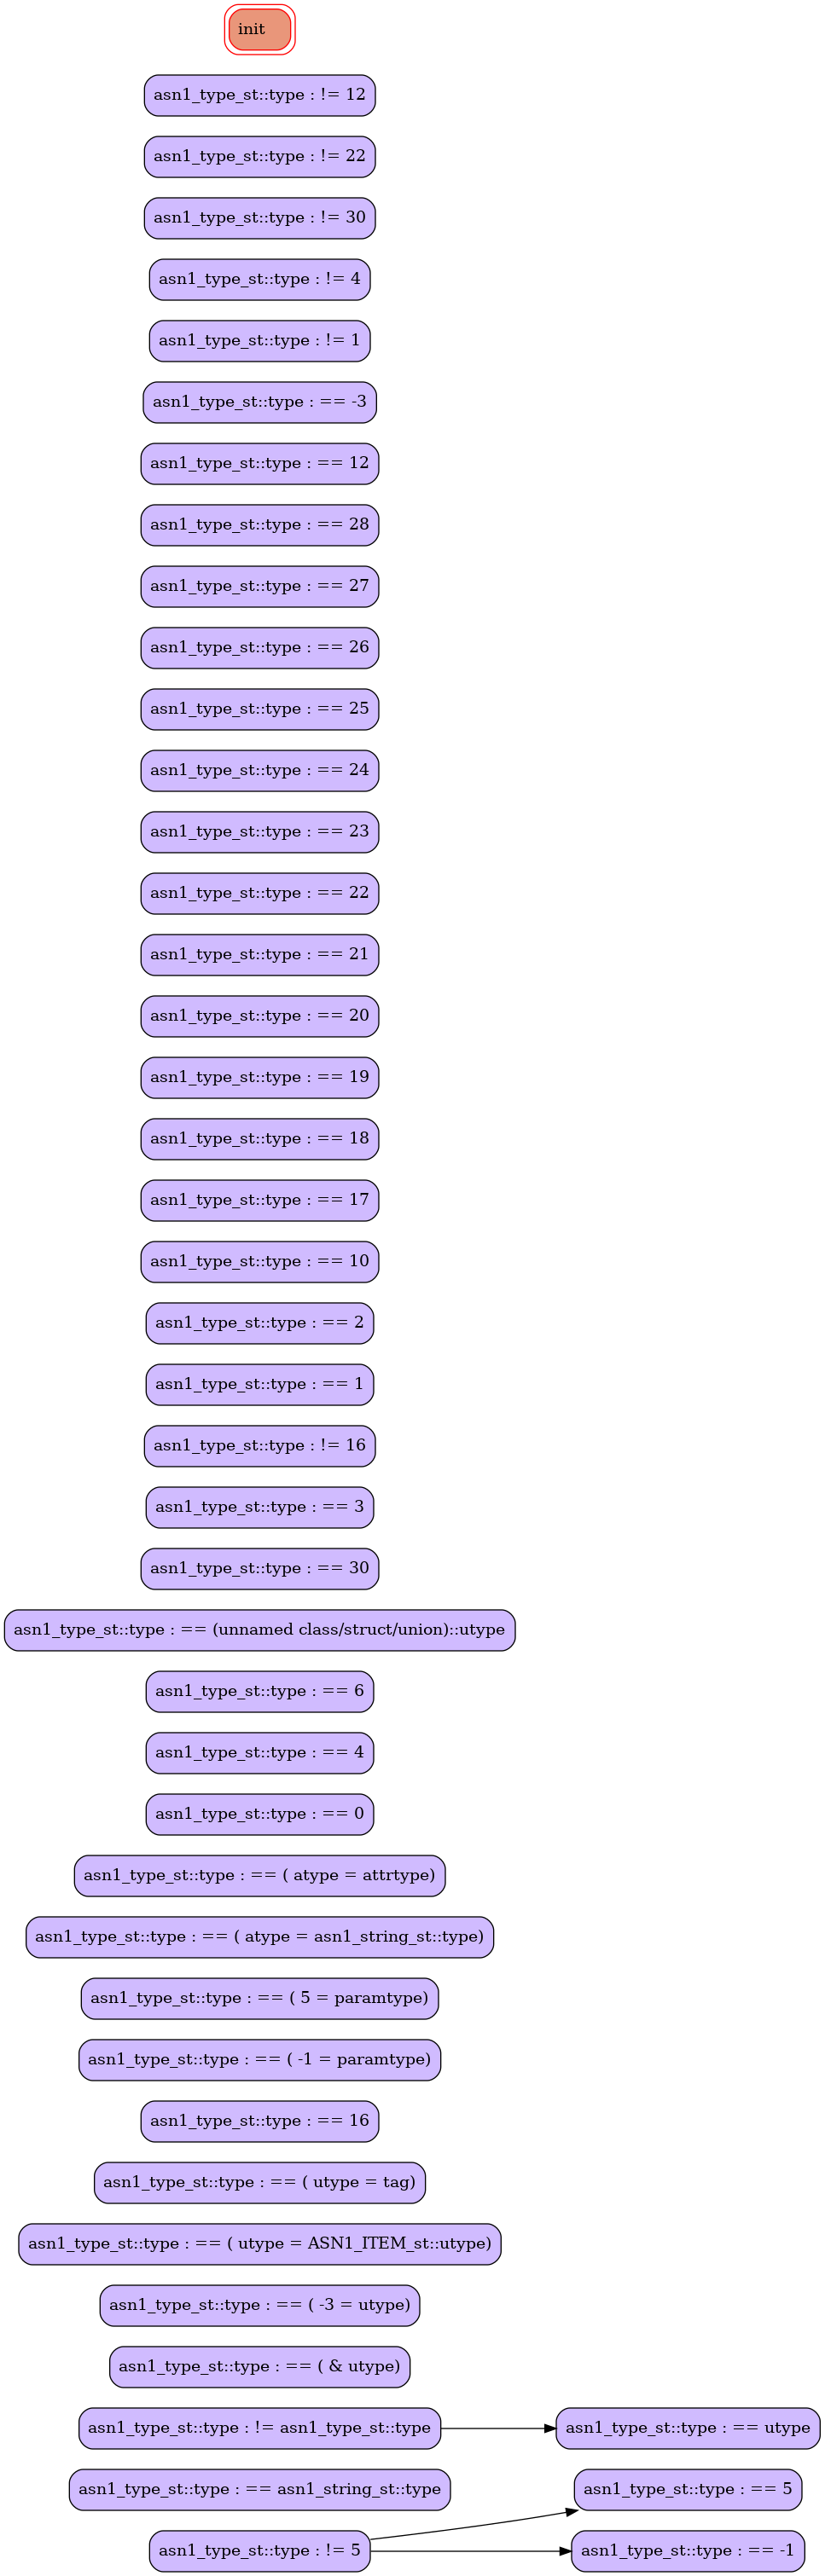 init
asn1_type_st::type : != 12
asn1_type_st::type : != 22
asn1_type_st::type : != 30
asn1_type_st::type : != 4
asn1_type_st::type : != 1
asn1_type_st::type : == -3
asn1_type_st::type : == 12
asn1_type_st::type : == 28
asn1_type_st::type : == 27
asn1_type_st::type : == 26
asn1_type_st::type : == 25
asn1_type_st::type : == 24
asn1_type_st::type : == 23
asn1_type_st::type : == 22
asn1_type_st::type : == 21
asn1_type_st::type : == 20
asn1_type_st::type : == 19
asn1_type_st::type : == 18
asn1_type_st::type : == 17
asn1_type_st::type : == 10
asn1_type_st::type : == 2
asn1_type_st::type : == 1
asn1_type_st::type : != 16
asn1_type_st::type : == 3
asn1_type_st::type : == 30
asn1_type_st::type : == (unnamed class/struct/union)::utype
asn1_type_st::type : == 6
asn1_type_st::type : == 4
asn1_type_st::type : == 0
asn1_type_st::type : == ( atype = attrtype)
asn1_type_st::type : == ( atype = asn1_string_st::type)
asn1_type_st::type : == ( 5 = paramtype)
asn1_type_st::type : == ( -1 = paramtype)
asn1_type_st::type : == 16
asn1_type_st::type : == ( utype = tag)
asn1_type_st::type : == ( utype = ASN1_ITEM_st::utype)
asn1_type_st::type : == ( -3 = utype)
asn1_type_st::type : == ( & utype)
asn1_type_st::type : != asn1_type_st::type
asn1_type_st::type : == utype
asn1_type_st::type : == asn1_string_st::type
asn1_type_st::type : == 5
asn1_type_st::type : != 5
asn1_type_st::type : == -1